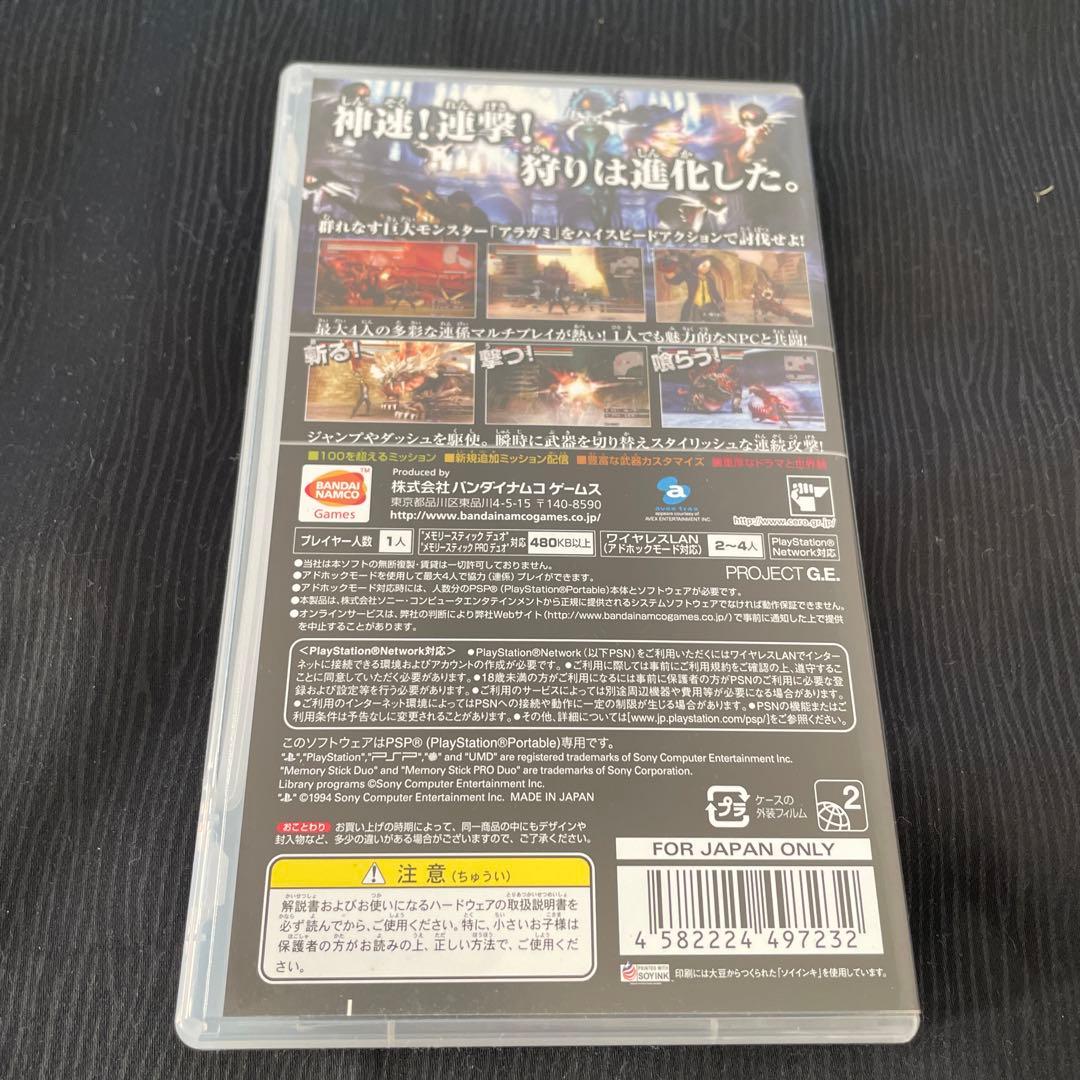 神速!連撃!
狩りは進化した。
群れなす巨大モンスター「アラガミ」をハイスピードアクションで討伐せよ!
最大4人の多彩な連係マルチプレイが熱い! 1人でも魅力的なNPCと共闘!
斬る! 撃つ! 喰らう!
ジャンプやダッシュを駆使。瞬時に武器を切り替えスタイリッシュな連続攻撃!
■100を超えるミッション ■新規追加ミッション配信 ■豊富な武器カスタマイズ ■重厚なドラマと世界観
BANDAI NAMCO Games TM
Produced by
株式会社 バンダイナムコ ゲームス
東京都品川区東品川4-5-15 〒140-8590
http://www.bandainamcogames.co.jp/
a
avex trax
appears courtesy of
AVEX ENTERTAINMENT INC.
http://www.cero.gr.jp/
プレイヤー人数 1人 "メモリースティック デュオ" "メモリースティック PRO デュオ" 対応 480KB以上 ワイヤレスLAN (アドホックモード対応) 2〜4人 PlayStation® Network対応
PROJECT G.E.
●当社は本ソフトの無断複製・賃貸は一切許可しておりません。
●アドホックモードを使用して最大4人で協力(連係)プレイができます。
●アドホックモード対応時には、人数分のPSP®(PlayStation®Portable)本体とソフトウェアが必要です。
●本製品は、株式会社ソニー・コンピュータエンタテインメントから正規に提供されるシステムソフトウェアでなければ動作保証できません。
●オンラインサービスは、弊社の判断により弊社Webサイト(http://www.bandainamcogames.co.jp/)で事前に通知した上で提供
を中止することがあります。
<PlayStation®Network対応> ●PlayStation®Network(以下PSN)をご利用いただくにはワイヤレスLANでインター
ネットに接続できる環境およびアカウントの作成が必要です。●ご利用に際しては事前にご利用規約をご確認の上、遵守するこ
とに同意していただく必要があります。●18歳未満の方がご利用になるには事前に保護者の方がPSNのご利用に必要な登
録および設定等を行う必要があります。●ご利用のサービスによっては別途周辺機器や費用等が必要になる場合があります。
●ご利用のインターネット環境によってはPSNへの接続や動作に一定の制限が生じる場合があります。●PSNの機能またはご
利用条件は予告なしに変更されることがあります。●その他、詳細については[www.jp.playstation.com/psp/]をご参照ください。
このソフトウェアはPSP®(PlayStation®Portable)専用です。
" ", "PlayStation", "PSP", " " and "UMD" are registered trademarks of Sony Computer Entertainment Inc.
"Memory Stick Duo" and "Memory Stick PRO Duo" are trademarks of Sony Corporation.
Library programs ©Sony Computer Entertainment Inc.
" " ©1994 Sony Computer Entertainment Inc. MADE IN JAPAN
プラ
ケースの
外装フィルム
2
おことわり お買い上げの時期によって、同一商品の中にもデザインや
封入物など、多少の違いがある場合がございますので、ご了承ください。
FOR JAPAN ONLY
注意(ちゅうい)
解説書およびお使いになるハードウェアの取扱説明書を
必ず読んでから、ご使用ください。特に、小さいお子様は
保護者の方がお読みの上、正しい方法で、ご使用くだ
さい。
4 582224 497232
PRINTED WITH SOY INK
印刷には大豆からつくられた「ソイインキ」を使用しています。